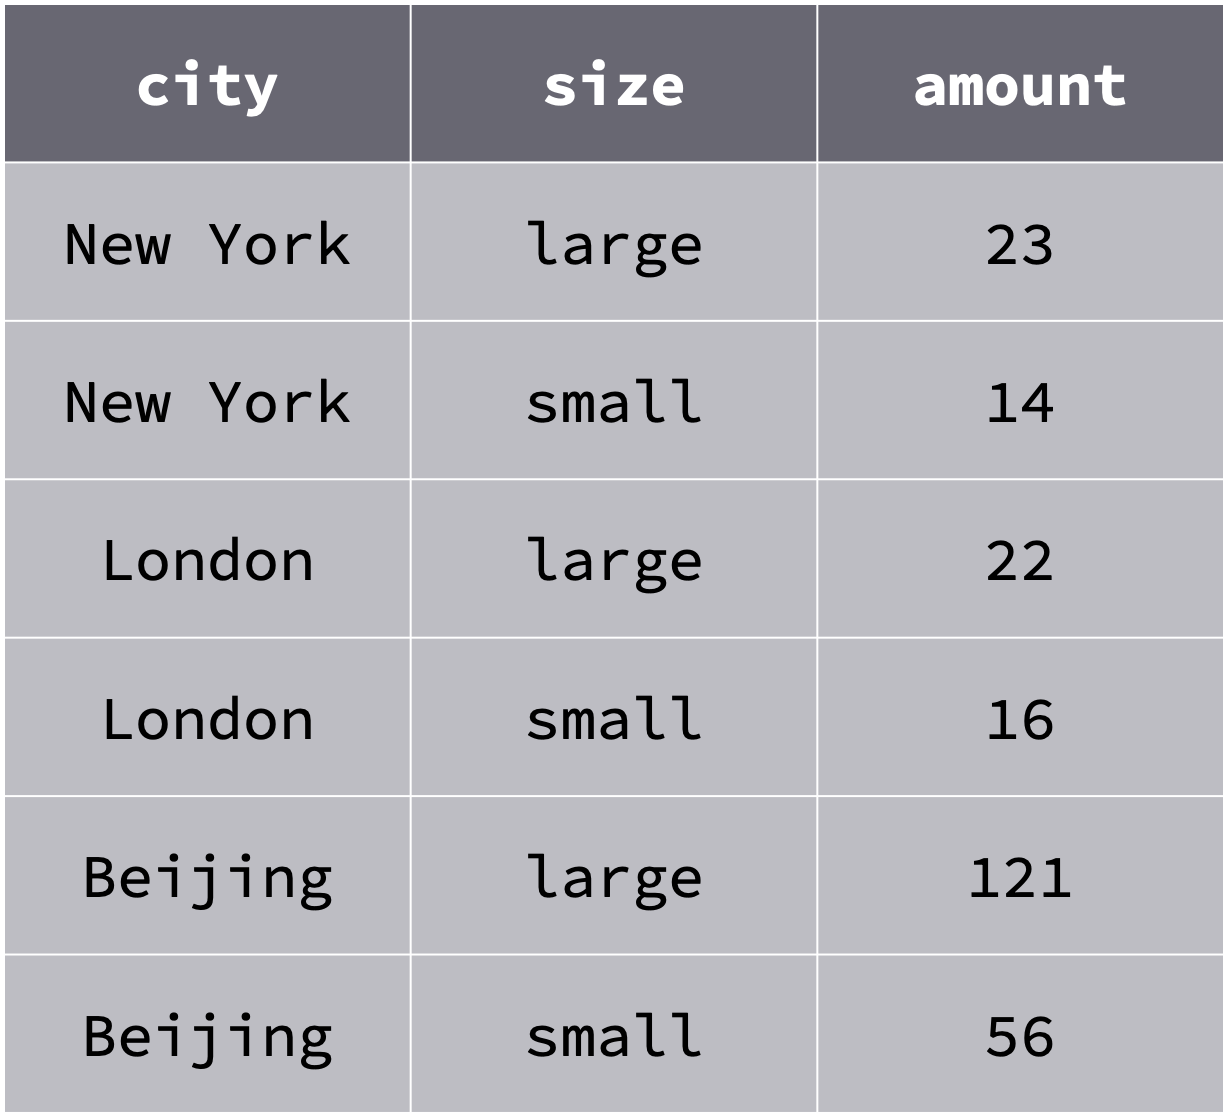 city size amount
New York large 23
New York small 14
London large 22
London small 16
Beijing large 121
Beijing small 56